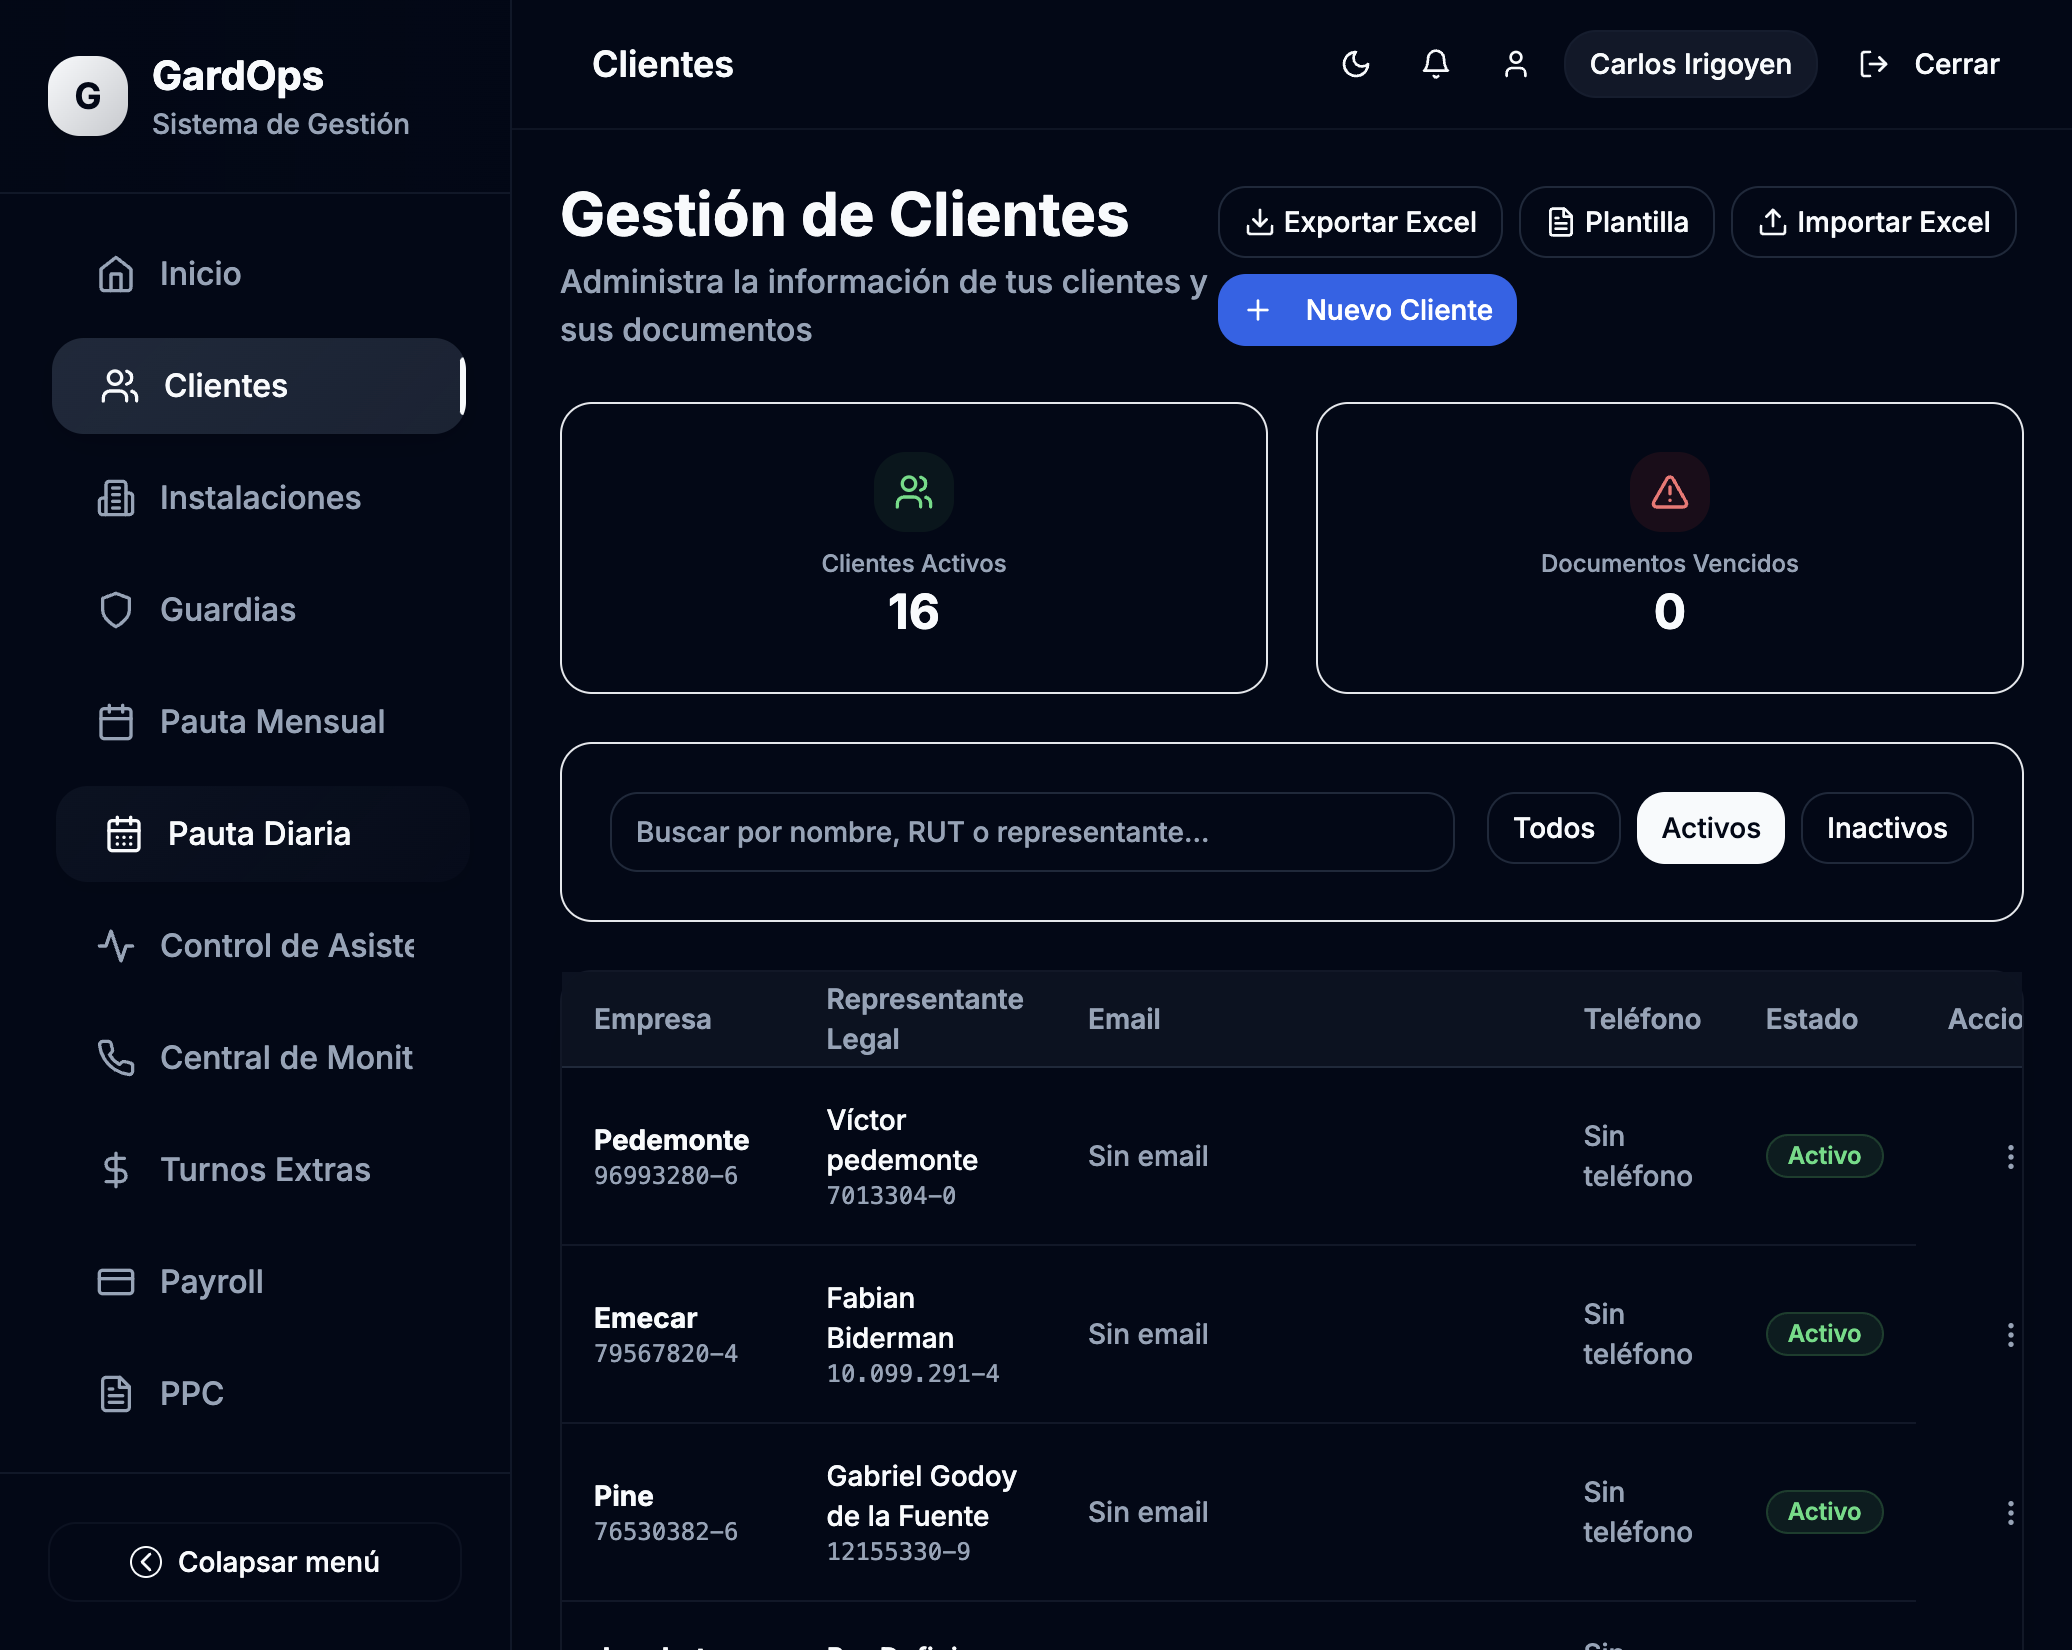 G
GardOps
Sistema de Gestión
Inicio
Clientes
Instalaciones
Guardias
Pauta Mensual
Pauta Diaria
Control de Asiste
Central de Monit
Turnos Extras
Payroll
PPC
Colapsar menú
Clientes
Carlos Irigoyen
Cerrar
Gestión de Clientes
Administra la información de tus clientes y
sus documentos
Exportar Excel
Plantilla
Importar Excel
Nuevo Cliente
Clientes Activos
16
Documentos Vencidos
0
Buscar por nombre, RUT o representante...
Todos
Activos
Inactivos
Empresa
Representante
Legal
Email
Teléfono
Estado
Accio
Pedemonte
96993280-6
Víctor
pedemonte
7013304-0
Sin email
Sin
teléfono
Activo
Emecar
79567820-4
Fabian
Biderman
10.099.291-4
Sin email
Sin
teléfono
Activo
Pine
76530382-6
Gabriel Godoy
de la Fuente
12155330-9
Sin email
Sin
teléfono
Activo
Sin